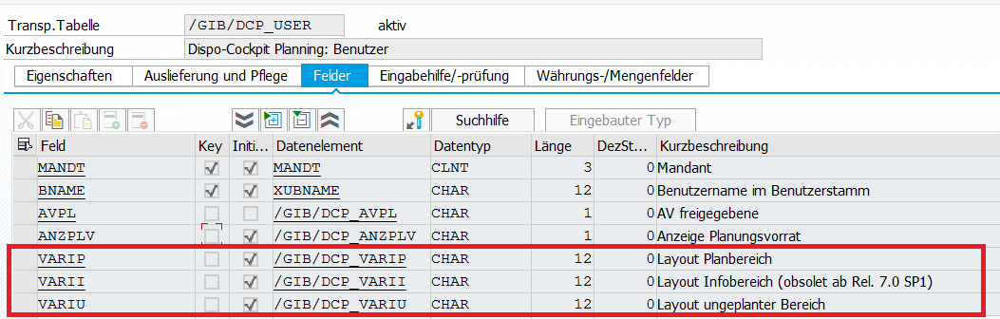 Transp.Tabelle /GIB/DCP_USER aktiv
Kurzbeschreibung Dispo-Cockpit Planning: Benutzer
Eigenschaften Auslieferung und Pflege Felder Eingabehilfe/-prüfung Währungs-/Mengenfelder
Suchhilfe Eingebauter Typ
Feld Key Initi... Datenelement Datentyp Länge DezSt... Kurzbeschreibung
MANDT MANDT CLNT 3 0 Mandant
BNAME XUBNAME CHAR 12 0 Benutzername im Benutzerstamm
AVPL /GIB/DCP_AVPL CHAR 1 0 AV freigegebene
ANZPLV /GIB/DCP_ANZPLV CHAR 1 0 Anzeige Planungsvorrat
VARIP /GIB/DCP_VARIP CHAR 12 0 Layout Planbereich
VARII /GIB/DCP_VARII CHAR 12 0 Layout Infobereich (obsolet ab Rel. 7.0 SP1)
VARIU /GIB/DCP_VARIU CHAR 12 0 Layout ungeplanter Bereich